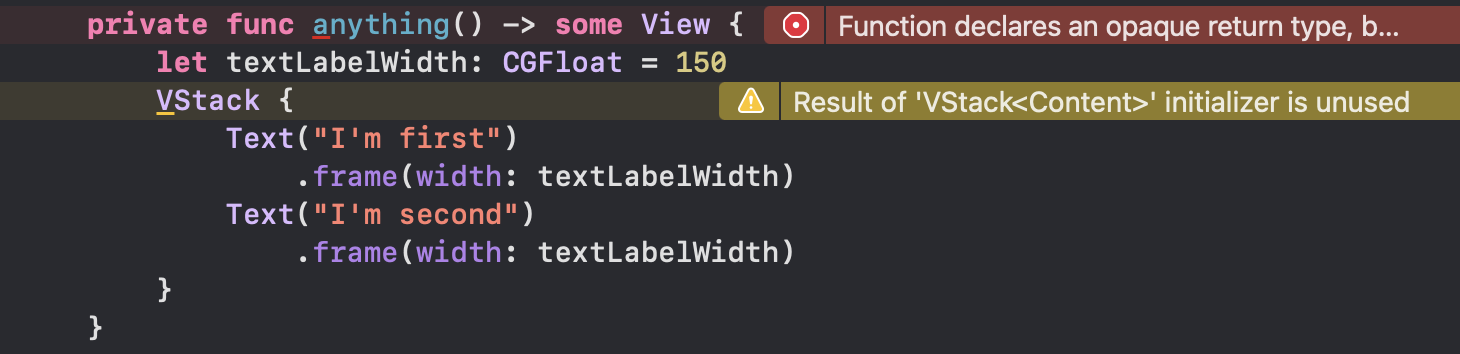 private func anything() -> some View {
Function declares an opaque return type, b...
let textLabelWidth: CGFloat = 150
VStack {
Result of 'VStack<Content>' initializer is unused
Text("I'm first")
.frame(width: textLabelWidth)
Text("I'm second")
.frame(width: textLabelWidth)
}
}